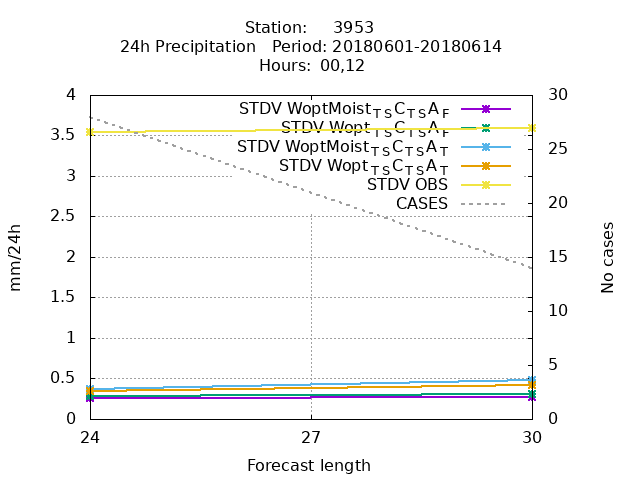 Station: 3953
24h Precipitation Period: 20180601-20180614
Hours: 00,12
4
3.5
3
2.5
2
1.5
1
0.5
0
30
25
20
15
10
5
0
24
27
30
mm/24h
No cases
Forecast length
STDV WoptMoistTSCTSAF
STDV WoptTSCTSAF
STDV WoptMoistTSCTSAT
STDV WoptTSCTSAT
STDV OBS
CASES